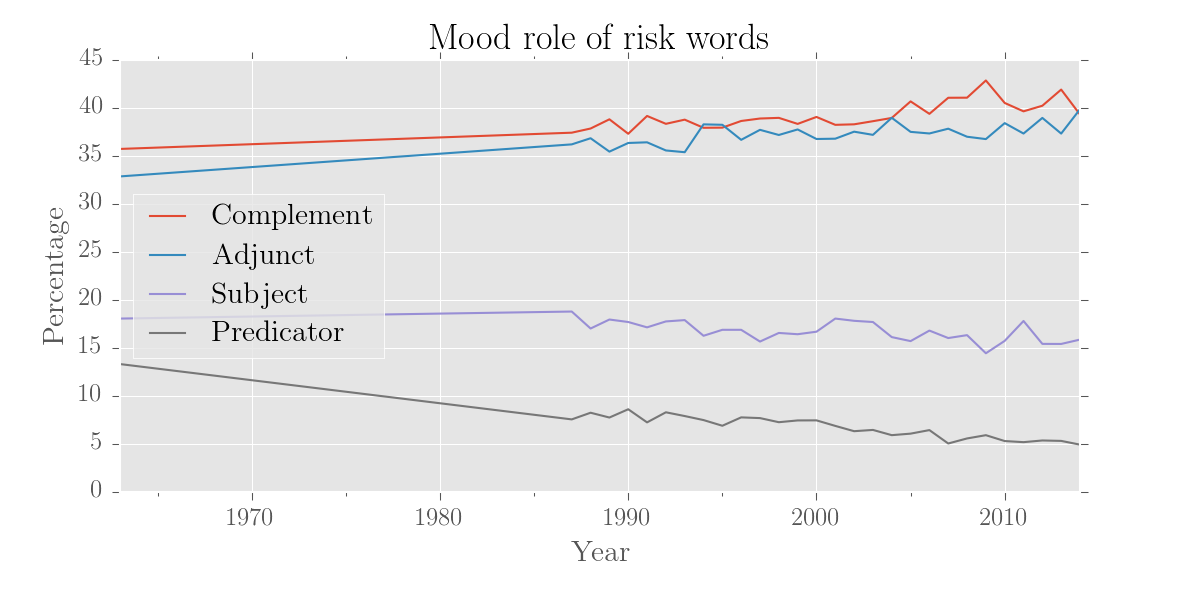 Mood role of risk words
45
40
35
30
25
20
15
10
5
0
Percentage
Complement
Adjunct
Subject
Predicator
1970 1980 1990 2000 2010
Year